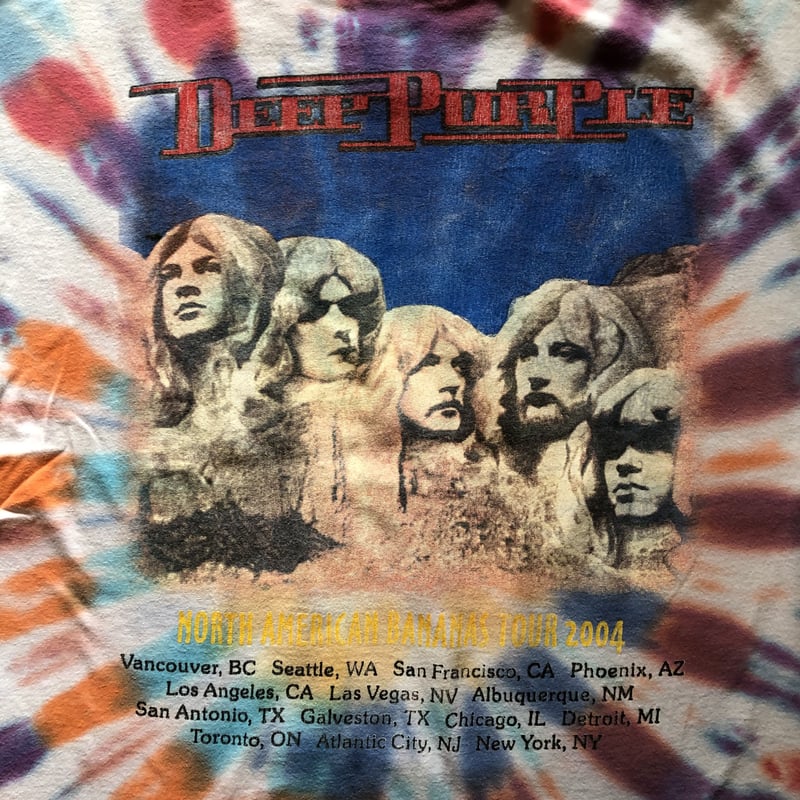 DEEP PURPLE
NORTH AMERICAN BANANAS TOUR 2004
Vancouver, BC Seattle, WA San Francisco, CA Phoenix, AZ
Los Angeles, CA Las Vegas, NV Albuquerque, NM
San Antonio, TX Galveston, TX Chicago, IL Detroit, MI
Toronto, ON Atlantic City, NJ New York, NY